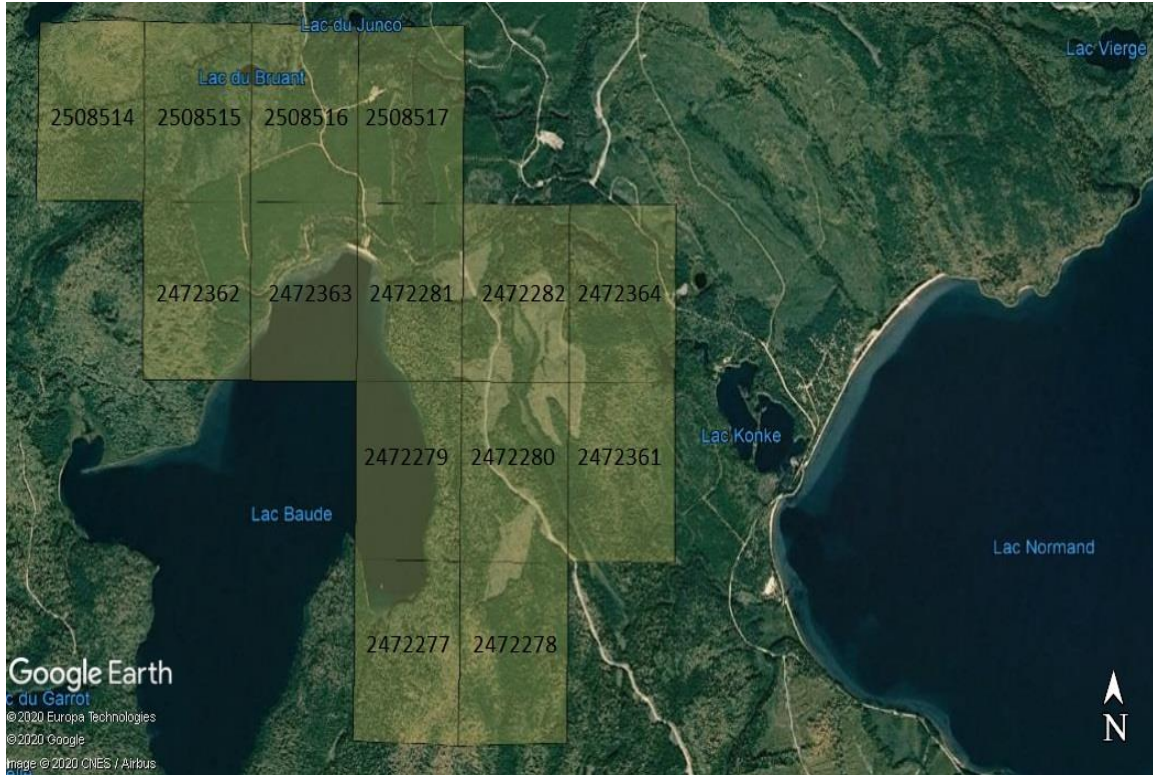 Lac du Junco
Lac Vierge
Lac du Bruant
2508514 2508515 2508516 2508517
2472362 2472363 2472281 2472282 2472364
Lac Konke
2472279 2472280 2472361
Lac Baude
Lac Normand
2472277 2472278
Google Earth
c du Garrot
©2020 Europa Technologies
©2020 Google
Image © 2020 CNES / Airbus
N